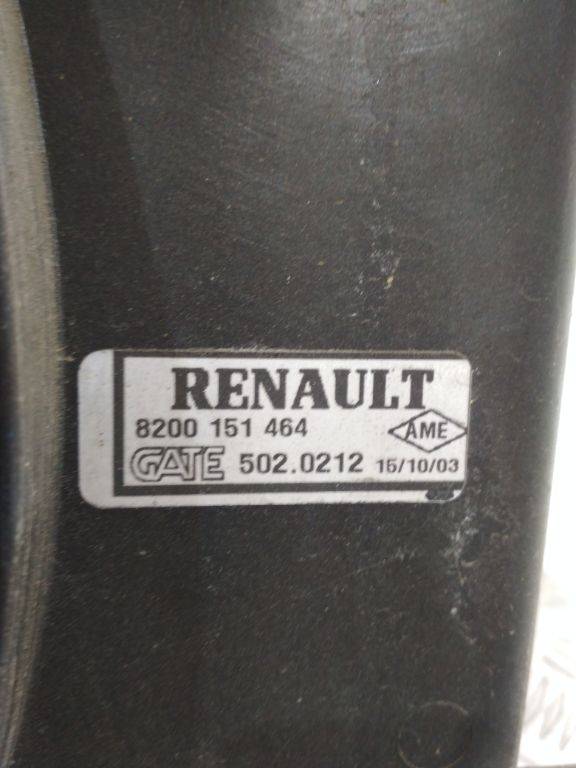 RENAULT
8200 151 464 AME
GATE 502.0212 15/10/03